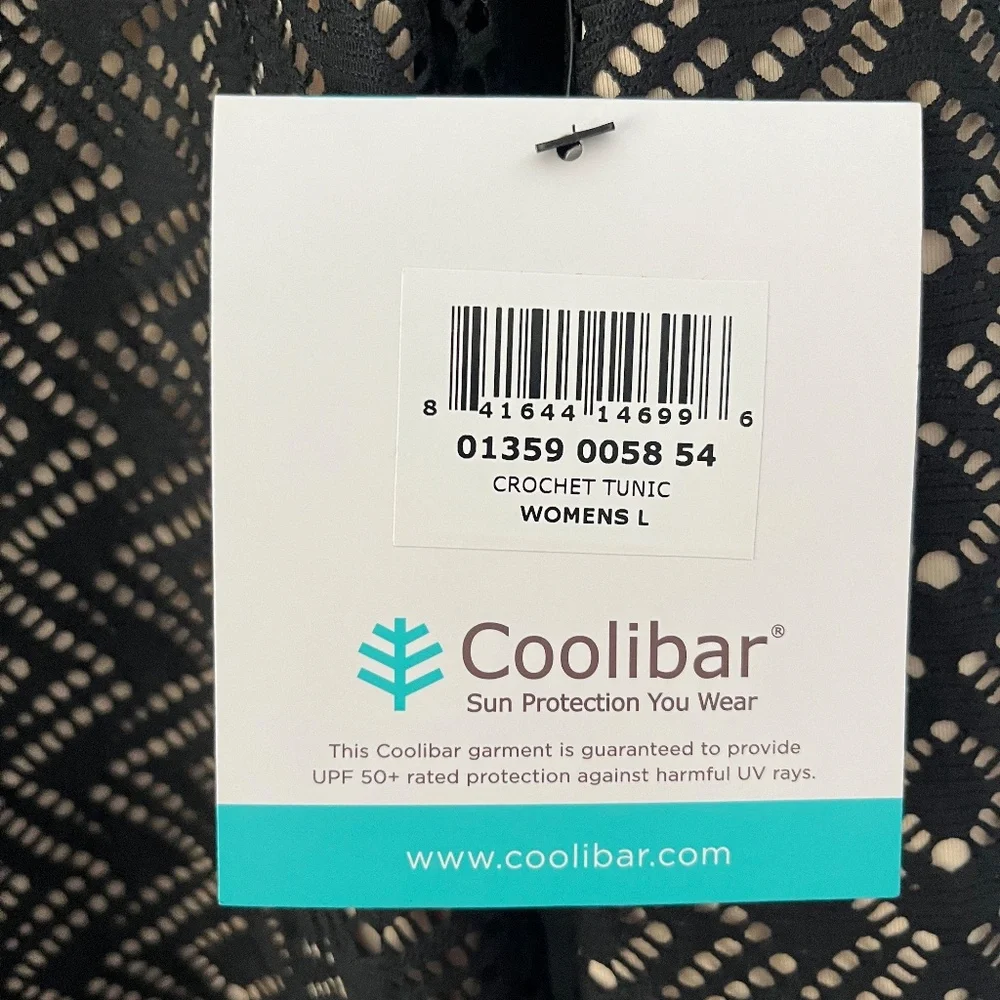 8 41644 14699 6
01359 0058 54
CROCHET TUNIC
WOMENS L
Coolibar®
Sun Protection You Wear
This Coolibar garment is guaranteed to provide
UPF 50+ rated protection against harmful UV rays.
www.coolibar.com